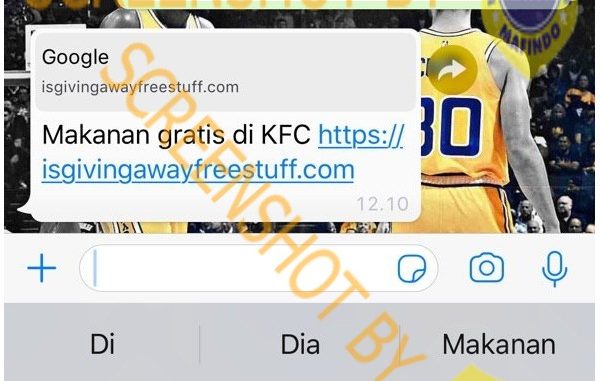 SCREENSHOT BY
MAFINDO
Google
isgivingawayfreestuff.com
Makanan gratis di KFC https://
isgivingawayfreestuff.com
12.10
30
SCREENSHOT BY
Di
Dia
Makanan